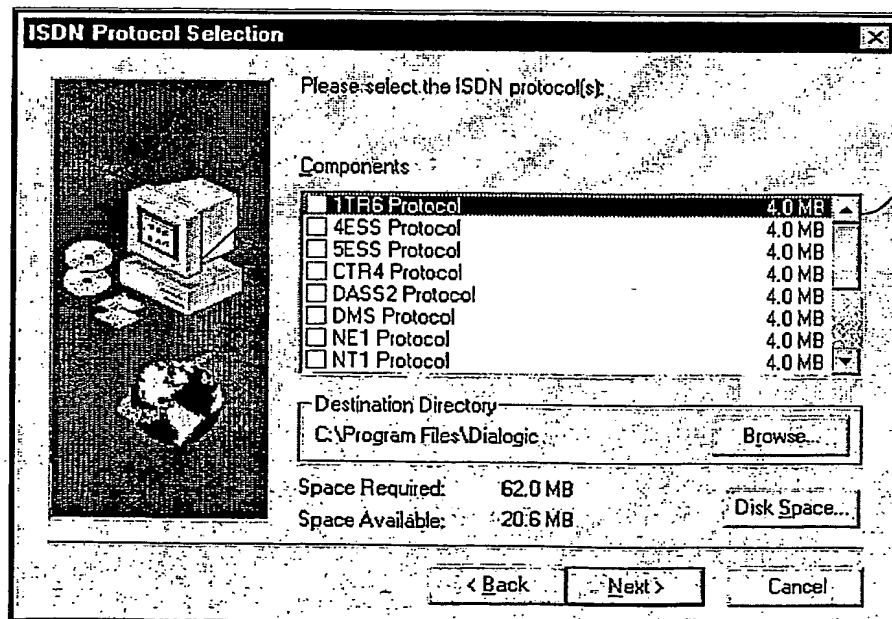 ISDN Protocol Selection
Please select the ISDN protocol(s):
Components
1TR6 Protocol 4.0 MB
4ESS Protocol 4.0 MB
5ESS Protocol 4.0 MB
CTR4 Protocol 4.0 MB
DASS2 Protocol 4.0 MB
DMS Protocol 4.0 MB
NE1 Protocol 4.0 MB
NT1 Protocol 4.0 MB
Destination Directory
C:\Program Files\Dialogic
Browse...
Space Required: 62.0 MB
Space Available: 20.6 MB
Disk Space...
< Back
Next >
Cancel